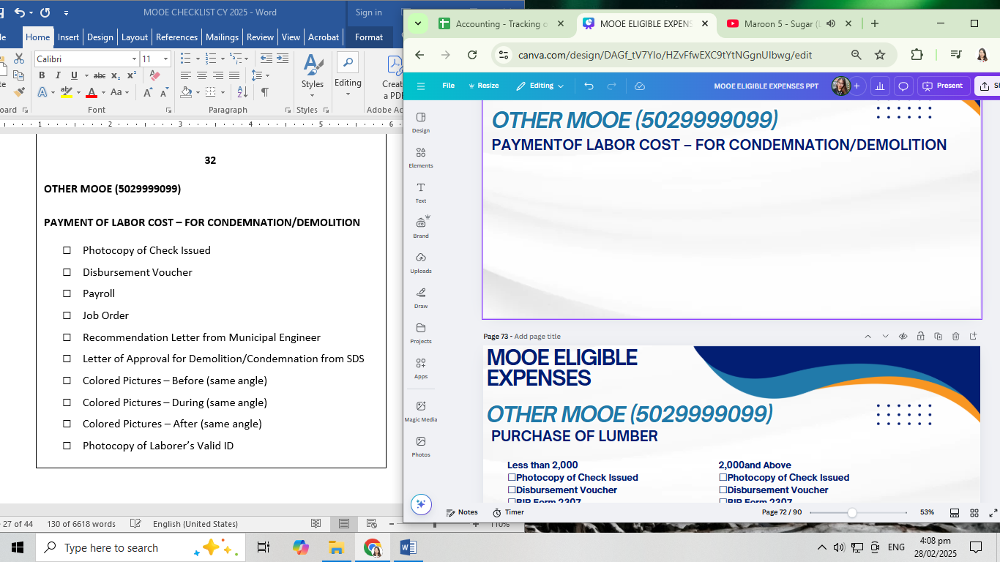 MOOE CHECKLIST CY 2025 - Word
Sign in
Home Insert Design Layout References Mailings Review View Acrobat Format
Calibri 11
Styles
Editing
Font
Paragraph
Styles
32
OTHER MOOE (5029999099)
PAYMENT OF LABOR COST – FOR CONDEMNATION/DEMOLITION
☐ Photocopy of Check Issued
☐ Disbursement Voucher
☐ Payroll
☐ Job Order
☐ Recommendation Letter from Municipal Engineer
☐ Letter of Approval for Demolition/Condemnation from SDS
☐ Colored Pictures – Before (same angle)
☐ Colored Pictures – During (same angle)
☐ Colored Pictures – After (same angle)
☐ Photocopy of Laborer’s Valid ID
27 of 44 130 of 6618 words English (United States) 110%
Accounting - Tracking
MOOE ELIGIBLE EXPENS
Maroon 5 - Sugar
canva.com/design/DAGf_tV7YIo/HZvFfwEXC9tYtNGgnUIbwg/edit
File Resize Editing MOOE ELIGIBLE EXPENSES PPT Present
Design
Elements
Text
Brand
Uploads
Draw
Projects
Apps
Magic Media
Photos
OTHER MOOE (5029999099)
PAYMENTOF LABOR COST – FOR CONDEMNATION/DEMOLITION
Page 73 - Add page title
MOOE ELIGIBLE
EXPENSES
OTHER MOOE (5029999099)
PURCHASE OF LUMBER
Less than 2,000
☐Photocopy of Check Issued
☐Disbursement Voucher
☐BIR Form 2307
2,000and Above
☐Photocopy of Check Issued
☐Disbursement Voucher
☐BIR Form 2307
Notes Timer Page 72 / 90 53%
Type here to search
ENG
4:08 pm
28/02/2025